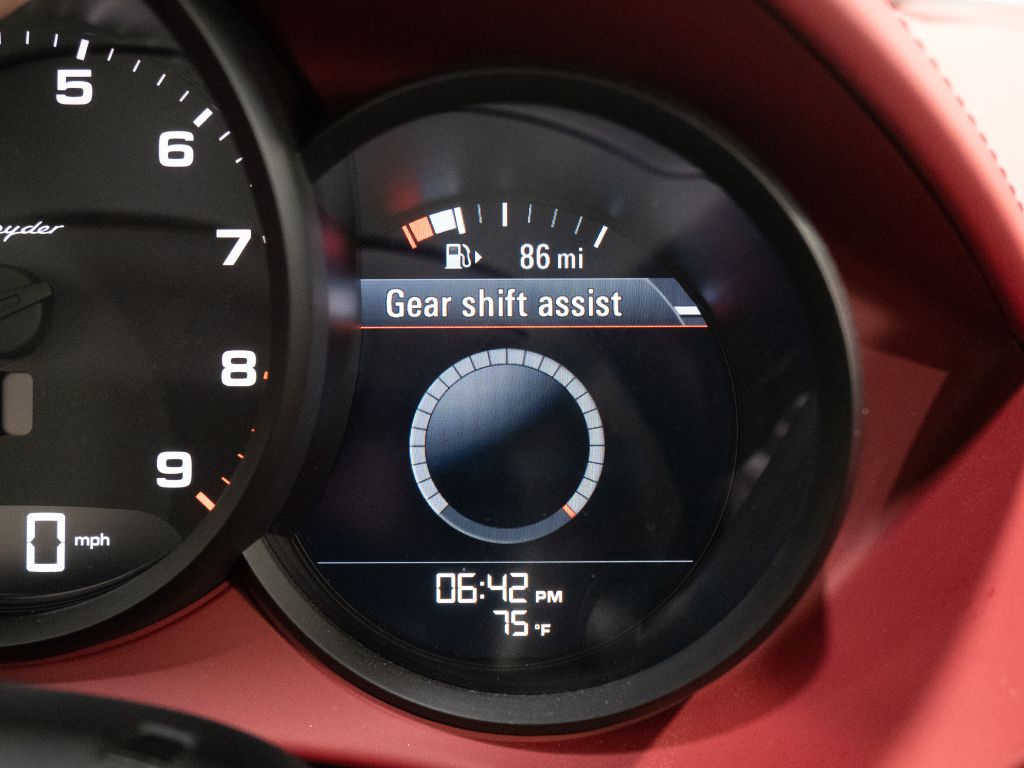 5
6
7
8
9
0 mph
86 mi
Gear shift assist
06:42 PM
75 °F